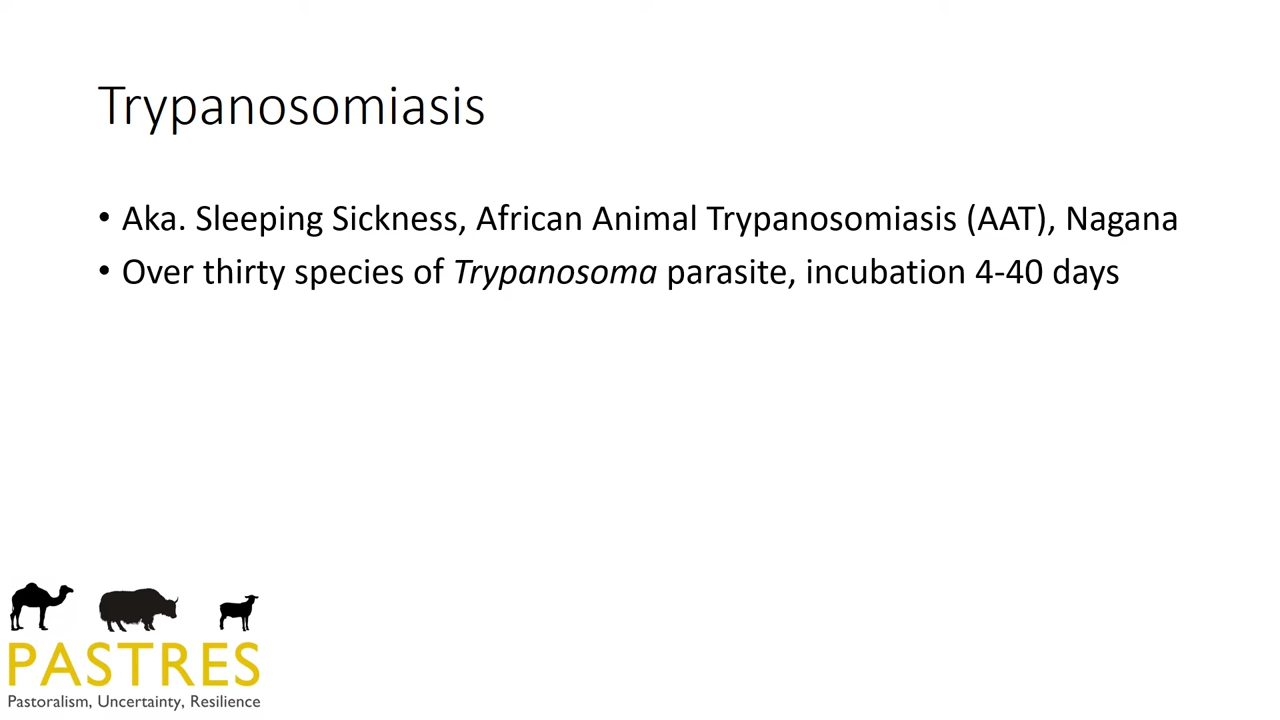 Trypanosomiasis
• Aka. Sleeping Sickness, African Animal Trypanosomiasis (AAT), Nagana
• Over thirty species of Trypanosoma parasite, incubation 4-40 days
PASTRES
Pastoralism, Uncertainty, Resilience